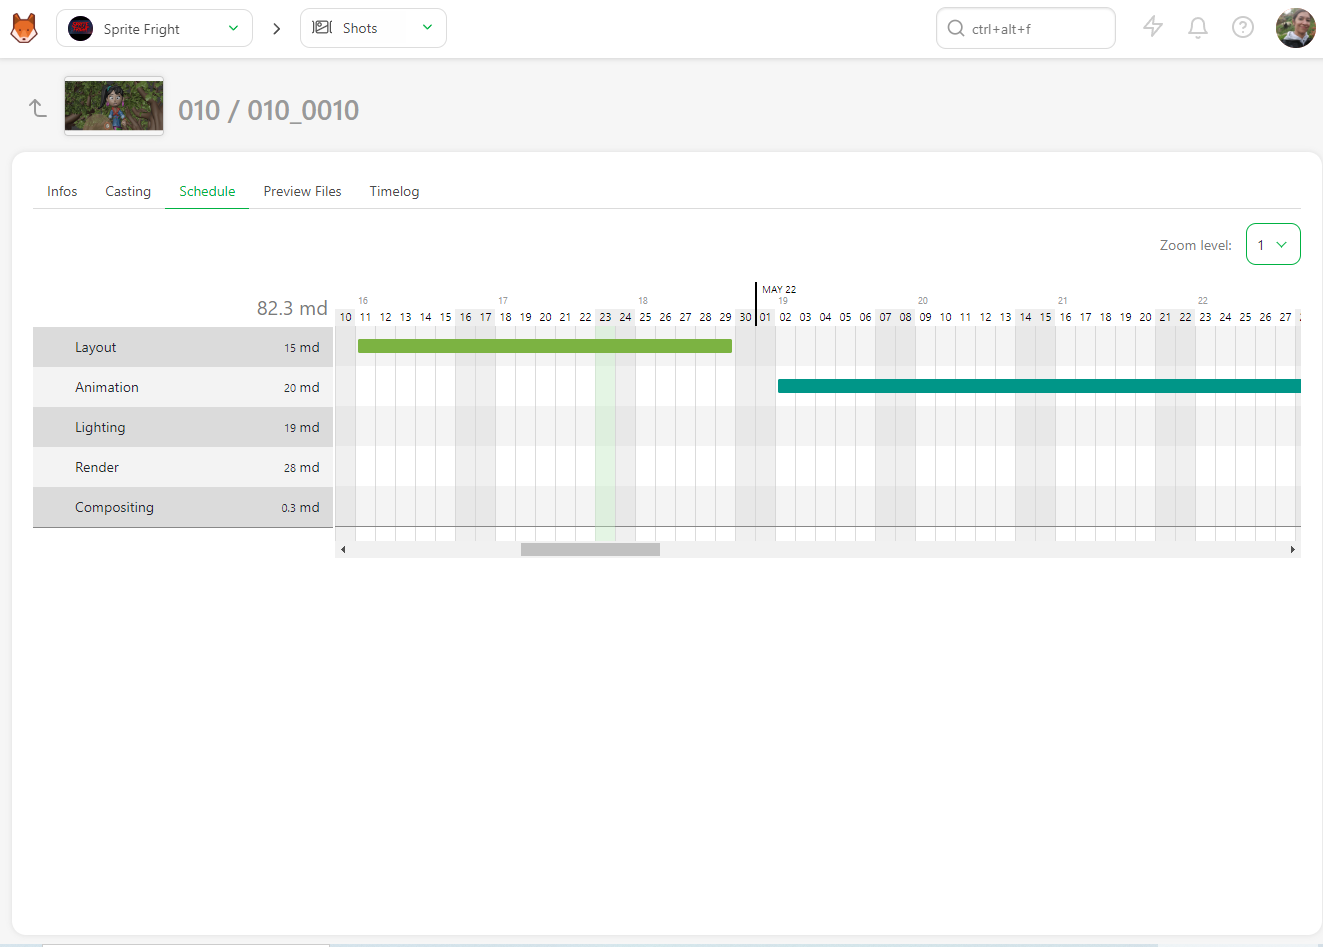 Sprite Fright
Shots
ctrl+alt+f
010 / 010_0010
Infos Casting Schedule Preview Files Timelog
Zoom level: 1
MAY 22
16 17 18 19 20 21 22
82.3 md
10 11 12 13 14 15 16 17 18 19 20 21 22 23 24 25 26 27 28 29 30 01 02 03 04 05 06 07 08 09 10 11 12 13 14 15 16 17 18 19 20 21 22 23 24 25 26 27
Layout 15 md
Animation 20 md
Lighting 19 md
Render 28 md
Compositing 0.3 md